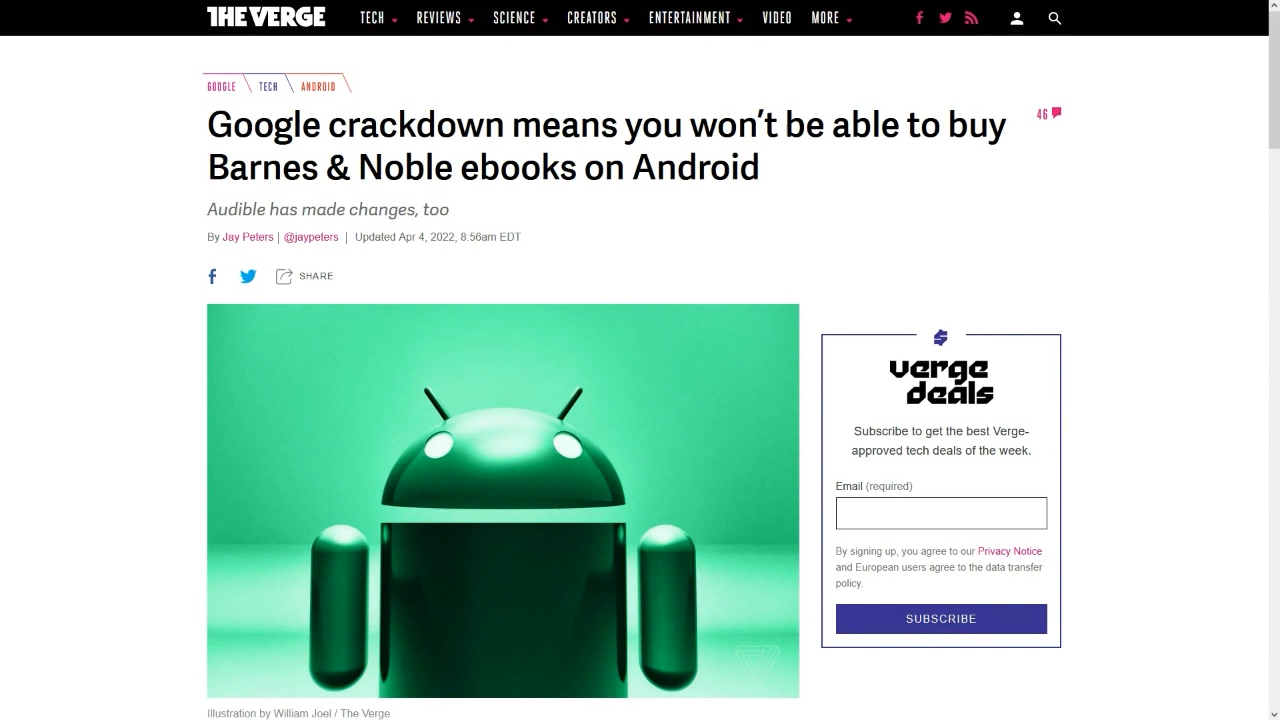 THE VERGE TECH REVIEWS SCIENCE CREATORS ENTERTAINMENT VIDEO MORE
GOOGLE TECH ANDROID
Google crackdown means you won’t be able to buy
Barnes & Noble ebooks on Android
46
Audible has made changes, too
By Jay Peters | @jaypeters | Updated Apr 4, 2022, 8:56am EDT
SHARE
verge
deals
Subscribe to get the best Verge-
approved tech deals of the week.
Email (required)
By signing up, you agree to our Privacy Notice
and European users agree to the data transfer
policy.
SUBSCRIBE
Illustration by William Joel / The Verge